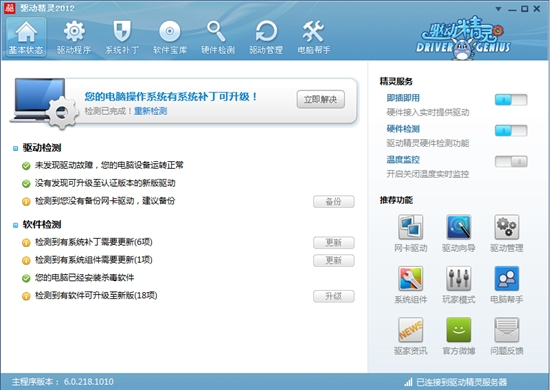 驱动精灵2012
基本状态
驱动程序
系统补丁
软件宝库
硬件检测
驱动管理
电脑帮手
驱动精灵
DRIVER GENIUS
您的电脑操作系统有系统补丁可升级！
检测已完成！重新检测
立即解决
驱动检测
未发现驱动故障，您的电脑设备运转正常
没有发现可升级至认证版本的新版驱动
检测到您没有备份网卡驱动，建议备份
备份
软件检测
检测到有系统补丁需要更新(6项)
更新
检测到有系统组件需要更新(1项)
更新
您的电脑已经安装杀毒软件
检测到有软件可升级至新版(18项)
升级
精灵服务
即插即用
硬件接入实时提供驱动
硬件检测
驱动精灵硬件检测功能
温度监控
开启关闭温度实时监控
推荐功能
网卡驱动
驱动向导
驱动管理
系统组件
玩家模式
电脑帮手
NEWS
驱家资讯
官方微博
问题反馈
主程序版本： 6.0.218.1010
已连接到驱动精灵服务器